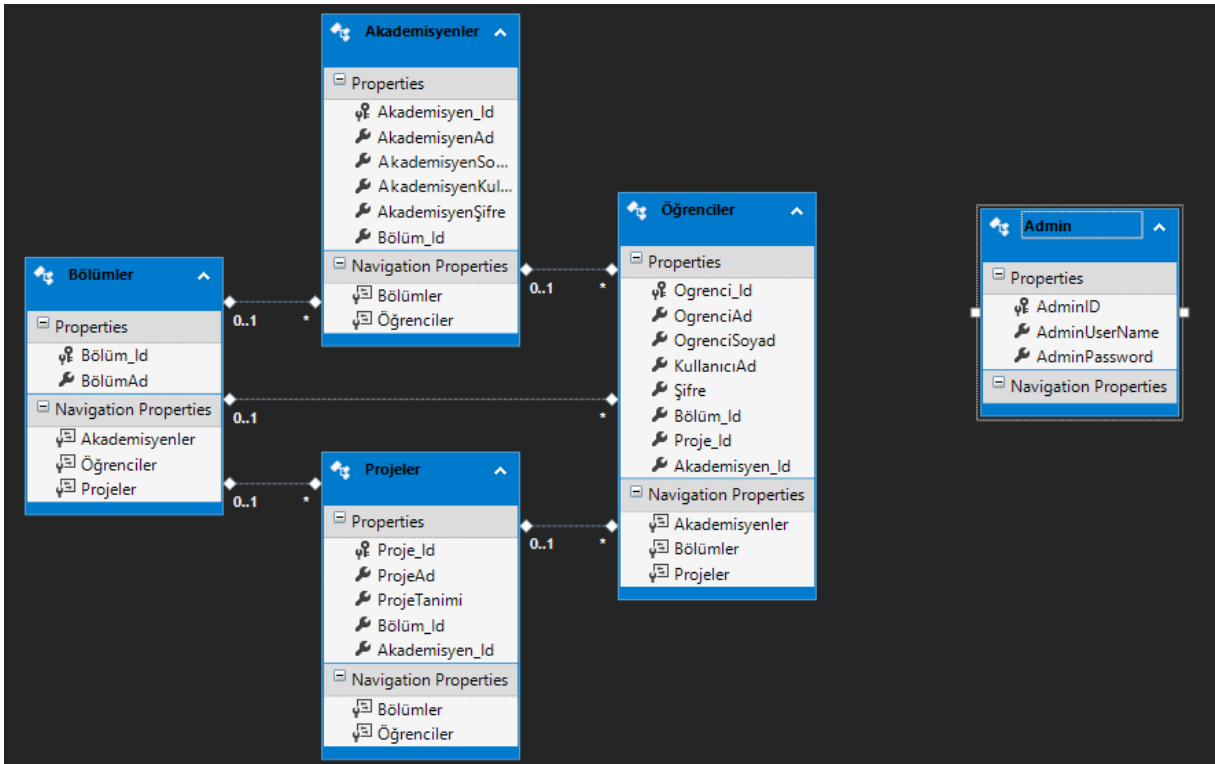 Akademisyenler
Properties
Akademisyen_Id
AkademisyenAd
AkademisyenSo...
AkademisyenKul...
AkademisyenŞifre
Bölüm_Id
Navigation Properties
Bölümler
Öğrenciler
Bölümler
Properties
Bölüm_Id
BölümAd
Navigation Properties
Akademisyenler
Öğrenciler
Projeler
0..1 *
0..1 *
0..1 *
0..1 *
0..1 *
Projeler
Properties
Proje_Id
ProjeAd
ProjeTanimi
Bölüm_Id
Akademisyen_Id
Navigation Properties
Bölümler
Öğrenciler
Öğrenciler
Properties
Ogrenci_Id
OgrenciAd
OgrenciSoyad
KullanıcıAd
Şifre
Bölüm_Id
Proje_Id
Akademisyen_Id
Navigation Properties
Akademisyenler
Bölümler
Projeler
Admin
Properties
AdminID
AdminUserName
AdminPassword
Navigation Properties